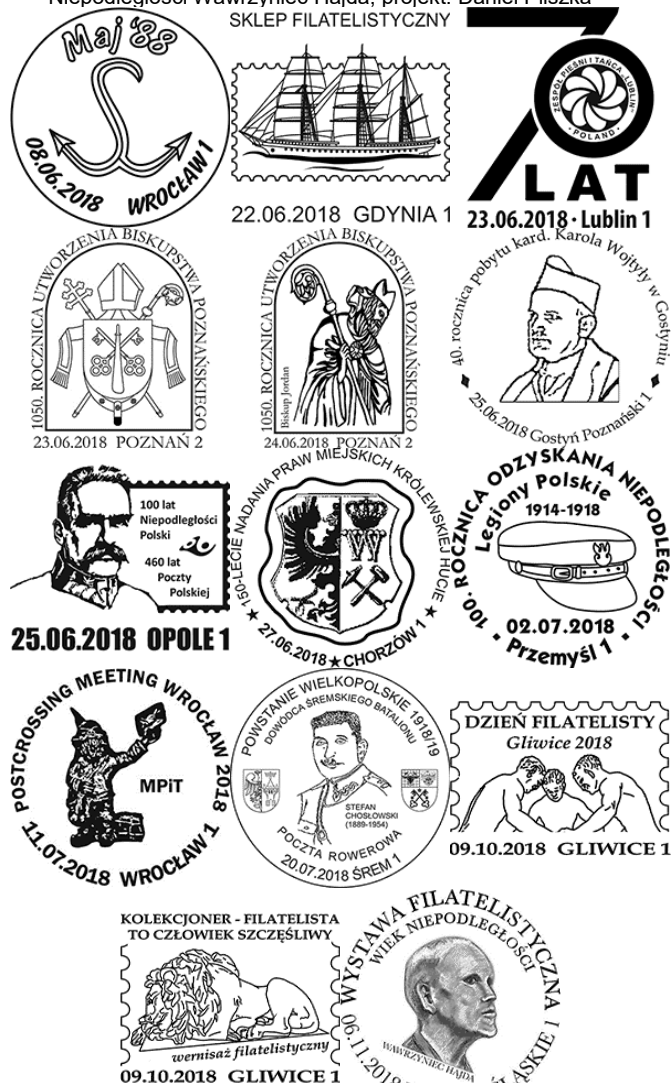 Niepodległości Wawrzyniec Hajda, projekt: Daniel Pliszka
Maj '88
08.06.2018 WROCŁAW 1
SKLEP FILATELISTYCZNY
22.06.2018 GDYNIA 1
70
ZESPÓŁ PIEŚNI I TAŃCA „LUBLIN”
• POLAND •
LAT
23.06.2018 · Lublin 1
1050. ROCZNICA UTWORZENIA BISKUPSTWA POZNAŃSKIEGO
23.06.2018 POZNAŃ 2
1050. ROCZNICA UTWORZENIA BISKUPSTWA POZNAŃSKIEGO
Biskup Jordan
24.06.2018 POZNAŃ 2
40. rocznica pobytu kard. Karola Wojtyły w Gostyniu
25.06.2018 Gostyń Poznański 1
100 lat
Niepodległości
Polski
460 lat
Poczty
Polskiej
25.06.2018 OPOLE 1
150-LECIE NADANIA PRAW MIEJSKICH KRÓLEWSKIEJ HUCIE
W
★ 27.06.2018 ★ CHORZÓW 1 ★
100. ROCZNICA ODZYSKANIA NIEPODLEGŁOŚCI
Legiony Polskie
1914-1918
02.07.2018
• Przemyśl 1 •
POSTCROSSING MEETING WROCŁAW 2018
MPiT
11.07.2018 WROCŁAW 1
POWSTANIE WIELKOPOLSKIE 1918/19
DOWÓDCA ŚREMSKIEGO BATALIONU
STEFAN
CHOSŁOWSKI
(1889-1954)
POCZTA ROWEROWA
20.07.2018 ŚREM 1
DZIEŃ FILATELISTY
Gliwice 2018
09.10.2018 GLIWICE 1
KOLEKCJONER - FILATELISTA
TO CZŁOWIEK SZCZĘŚLIWY
wernisaż filatelistyczny
09.10.2018 GLIWICE 1
WYSTAWA FILATELISTYCZNA I
WIEK NIEPODLEGŁOŚCI
WAWRZYNIEC HAJDA
06.11.2018